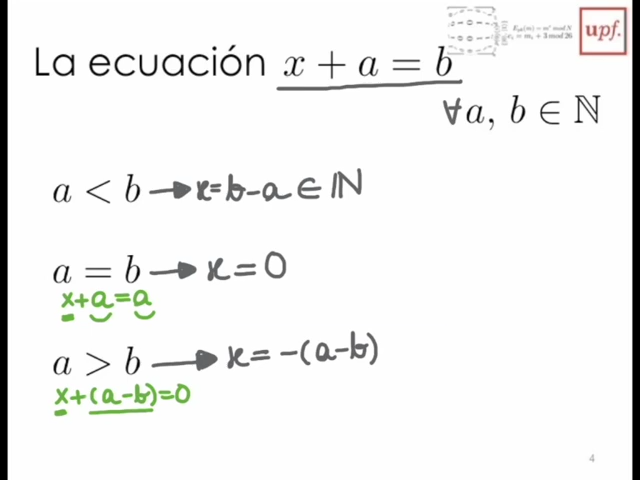 upf.
La ecuación x + a = b
∀a, b ∈ ℕ
a < b → x = b - a ∈ ℕ
a = b → x = 0
x + a = a
a > b → x = -(a-b)
x + (a-b) = 0
4